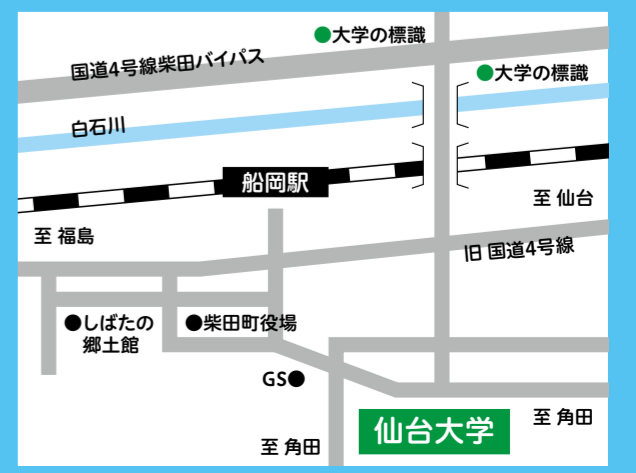 ●大学の標識
国道4号線柴田バイパス
●大学の標識
白石川
船岡駅
至 仙台
至 福島
旧 国道4号線
●しばたの
郷土館
●柴田町役場
GS●
仙台大学
至 角田
至 角田